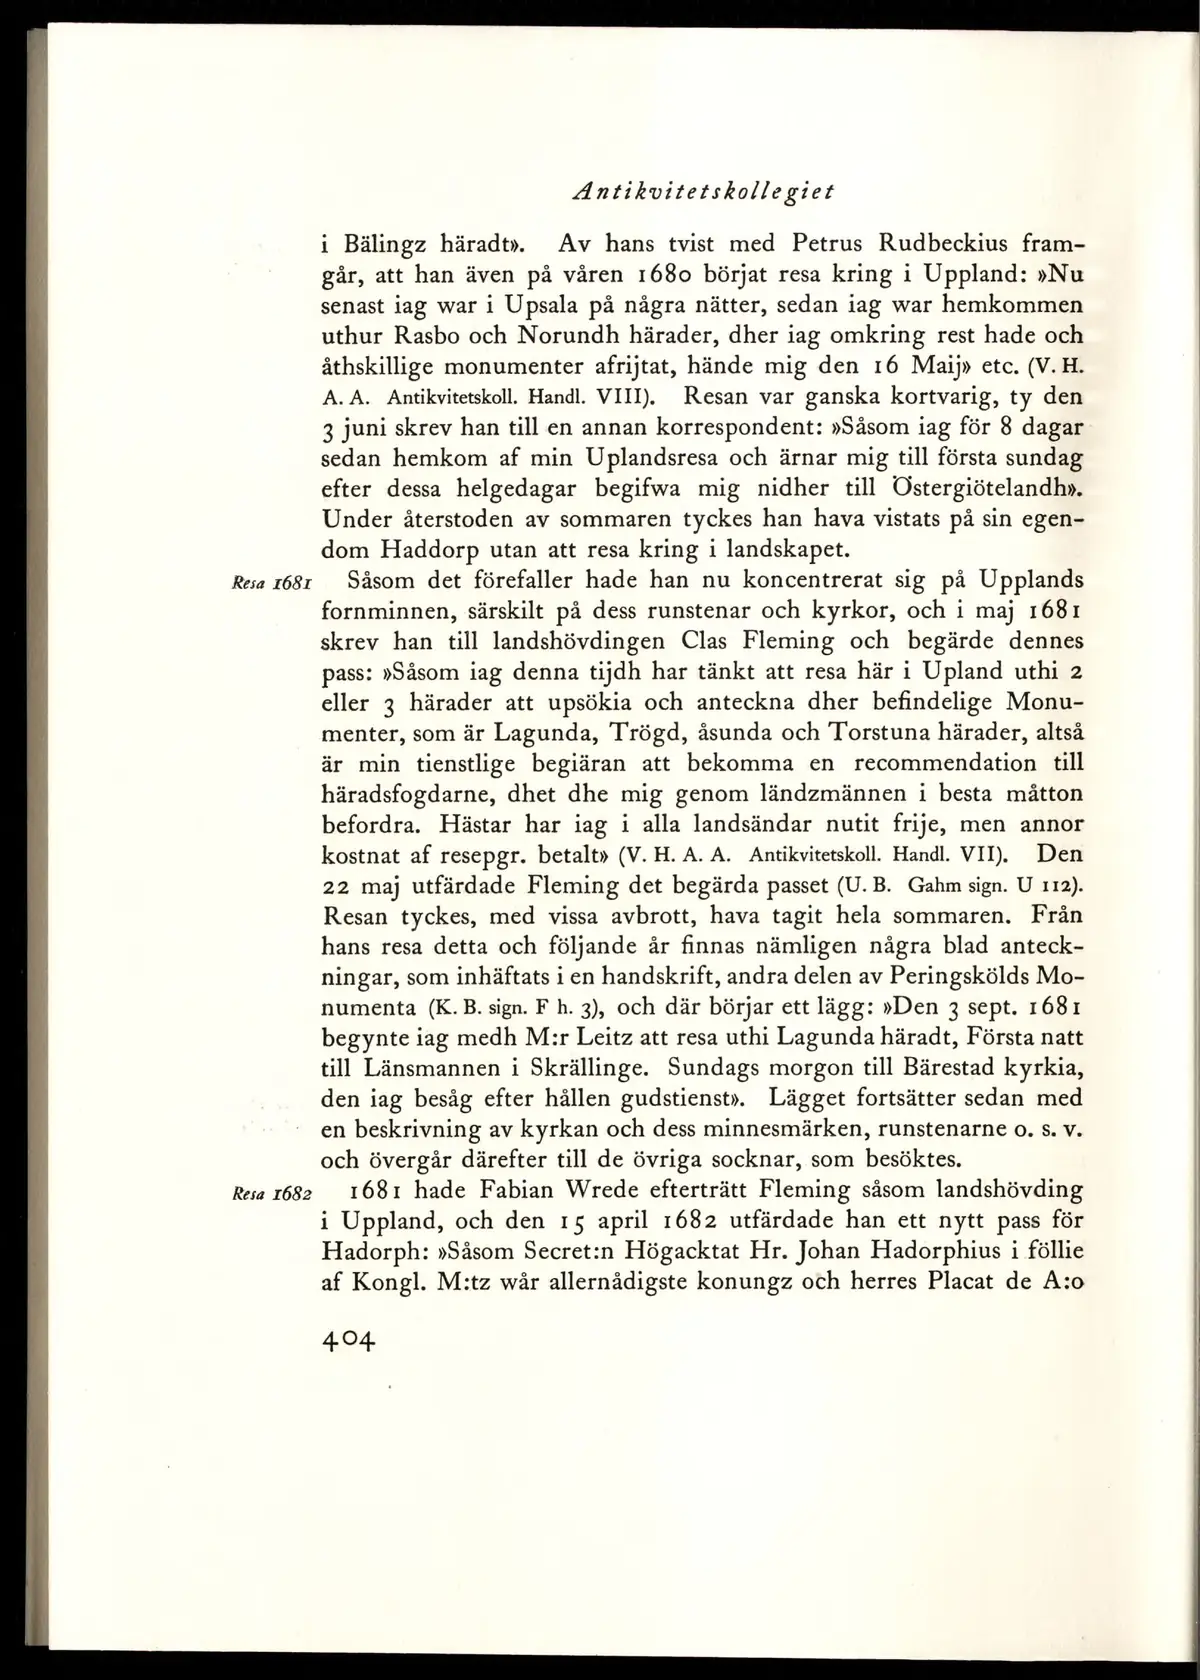 Antikvitetskollegiet
i Bälingz häradt». Av hans tvist med Petrus Rudbeckius fram-
går, att han även på våren 1680 börjat resa kring i Uppland: »Nu
senast iag war i Upsala på några nätter, sedan iag war hemkommen
uthur Rasbo och Norundh härader, dher iag omkring rest hade och
åthskillige monumenter afrijtat, hände mig den 16 Maij» etc. (V. H.
A. A. Antikvitetskoll. Handl. VIII). Resan var ganska kortvarig, ty den
3 juni skrev han till en annan korrespondent: »Såsom iag för 8 dagar
sedan hemkom af min Uplandsresa och ärnar mig till första sundag
efter dessa helgedagar begifwa mig nidher till Östergiötelandh».
Under återstoden av sommaren tyckes han hava vistats på sin egen-
dom Haddorp utan att resa kring i landskapet.
Resa 1681 Såsom det förefaller hade han nu koncentrerat sig på Upplands
fornminnen, särskilt på dess runstenar och kyrkor, och i maj 1681
skrev han till landshövdingen Clas Fleming och begärde dennes
pass: »Såsom iag denna tijdh har tänkt att resa här i Upland uthi 2
eller 3 härader att upsökia och anteckna dher befindelige Monu-
menter, som är Lagunda, Trögd, åsunda och Torstuna härader, altså
är min tienstlige begiäran att bekomma en recommendation till
häradsfogdarne, dhet dhe mig genom ländzmännen i besta måtton
befordra. Hästar har iag i alla landsändar nutit frije, men annor
kostnat af resepgr. betalt» (V. H. A. A. Antikvitetskoll. Handl. VII). Den
22 maj utfärdade Fleming det begärda passet (U. B. Gahm sign. U 112).
Resan tyckes, med vissa avbrott, hava tagit hela sommaren. Från
hans resa detta och följande år finnas nämligen några blad anteck-
ningar, som inhäftats i en handskrift, andra delen av Peringskölds Mo-
numenta (K. B. sign. F h. 3), och där börjar ett lägg: »Den 3 sept. 1681
begynte iag medh M:r Leitz att resa uthi Lagunda häradt, Första natt
till Länsmannen i Skrällinge. Sundags morgon till Bärestad kyrkia,
den iag besåg efter hållen gudstienst». Lägget fortsätter sedan med
en beskrivning av kyrkan och dess minnesmärken, runstenarne o. s. v.
och övergår därefter till de övriga socknar, som besöktes.
Resa 1682 1681 hade Fabian Wrede efterträtt Fleming såsom landshövding
i Uppland, och den 15 april 1682 utfärdade han ett nytt pass för
Hadorph: »Såsom Secret:n Högacktat Hr. Johan Hadorphius i föllie
af Kongl. M:tz wår allernådigste konungz och herres Placat de A:o
404